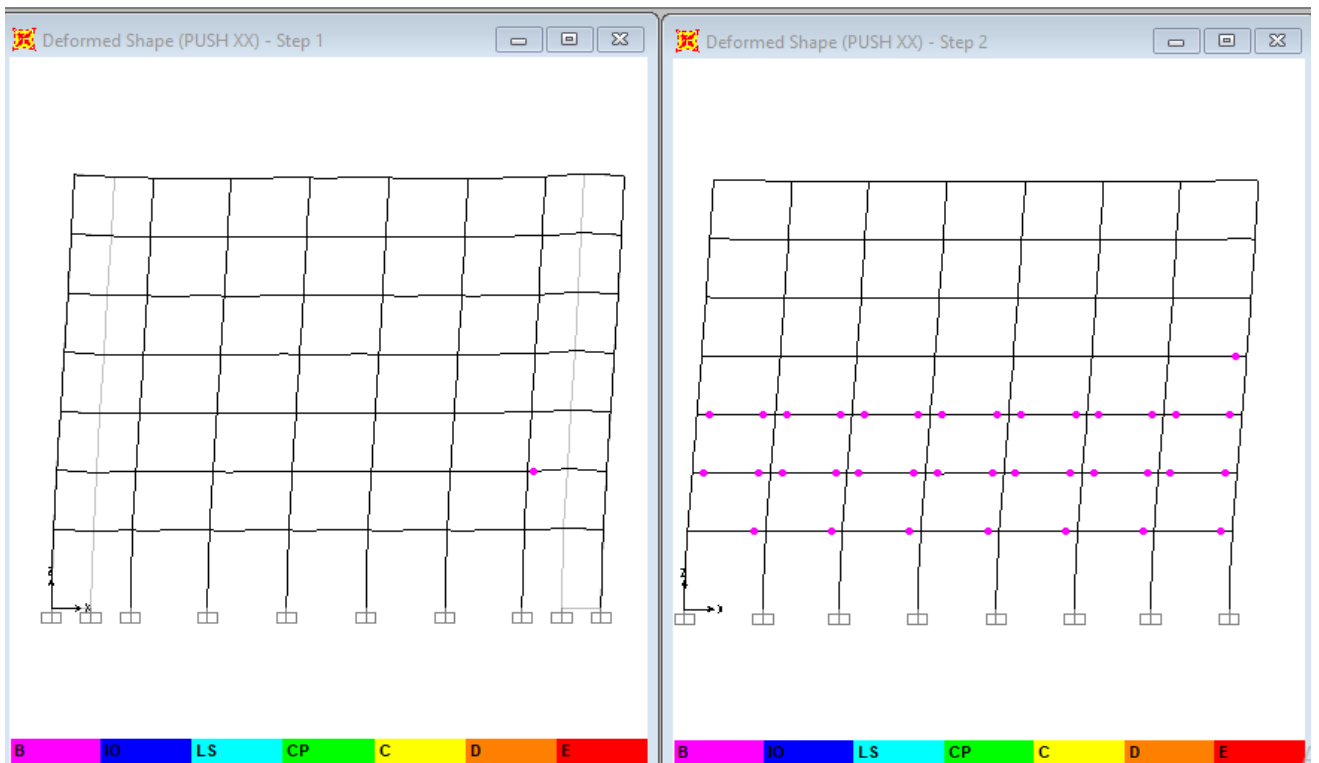 Deformed Shape (PUSH XX) - Step 1
Deformed Shape (PUSH XX) - Step 2
Z
X
Z
B IO LS CP C D E
B IO LS CP C D E